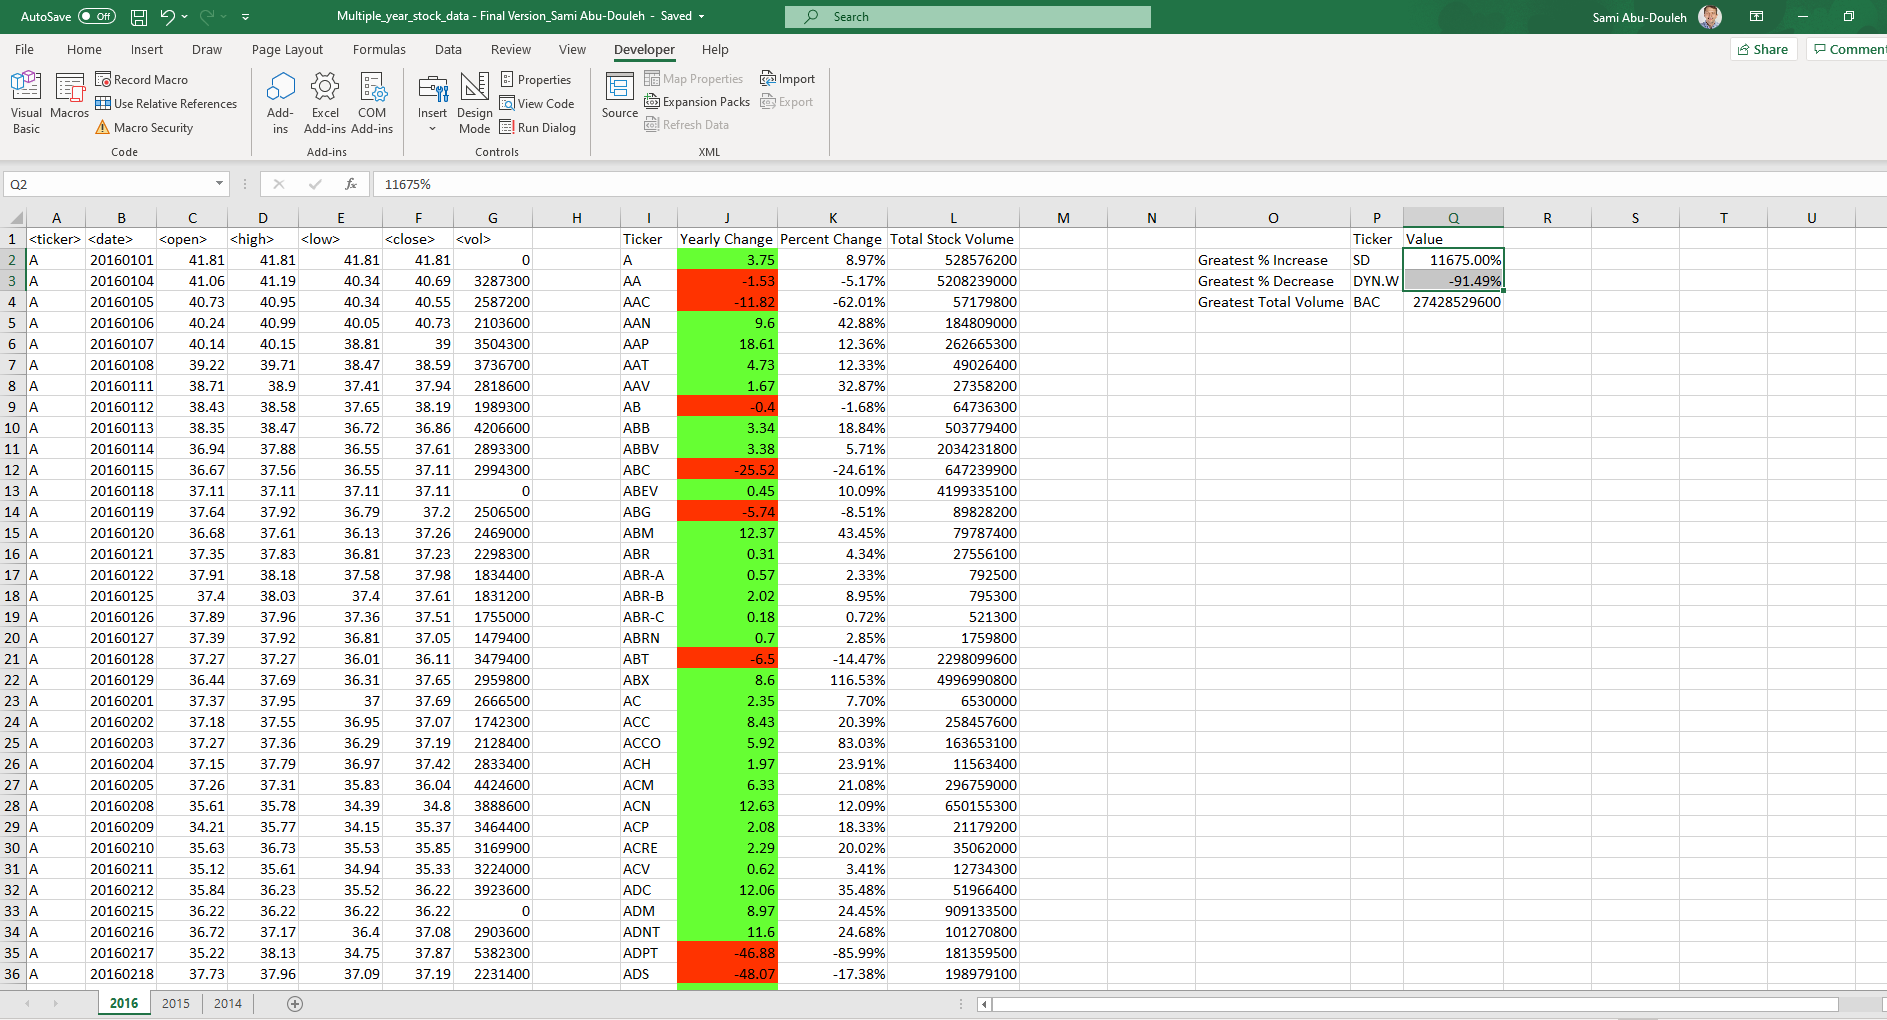 AutoSave Off Multiple_year_stock_data - Final Version_Sami Abu-Douleh - Saved Search Sami Abu-Douleh
File Home Insert Draw Page Layout Formulas Data Review View Developer Help Share Comment
Visual Basic Macros Record Macro Use Relative References Macro Security Code
Add-ins Excel Add-ins COM Add-ins Add-ins
Insert Design Mode Properties View Code Run Dialog Controls
Source Map Properties Expansion Packs Refresh Data Import Export XML
Q2 fx 11675%
A B C D E F G H I J K L M N O P Q R S T U
1 <ticker> <date> <open> <high> <low> <close> <vol> Ticker Yearly Change Percent Change Total Stock Volume Ticker Value
2 A 20160101 41.81 41.81 41.81 41.81 0 A 3.75 8.97% 528576200 Greatest % Increase SD 11675.00%
3 A 20160104 41.06 41.19 40.34 40.69 3287300 AA -1.53 -5.17% 5208239000 Greatest % Decrease DYN.W -91.49%
4 A 20160105 40.73 40.95 40.34 40.55 2587200 AAC -11.82 -62.01% 57179800 Greatest Total Volume BAC 27428529600
5 A 20160106 40.24 40.99 40.05 40.73 2103600 AAN 9.6 42.88% 184809000
6 A 20160107 40.14 40.15 38.81 39 3504300 AAP 18.61 12.36% 262665300
7 A 20160108 39.22 39.71 38.47 38.59 3736700 AAT 4.73 12.33% 49026400
8 A 20160111 38.71 38.9 37.41 37.94 2818600 AAV 1.67 32.87% 27358200
9 A 20160112 38.43 38.58 37.65 38.19 1989300 AB -0.4 -1.68% 64736300
10 A 20160113 38.35 38.47 36.72 36.86 4206600 ABB 3.34 18.84% 503779400
11 A 20160114 36.94 37.88 36.55 37.61 2893300 ABBV 3.38 5.71% 2034231800
12 A 20160115 36.67 37.56 36.55 37.11 2994300 ABC -25.52 -24.61% 647239900
13 A 20160118 37.11 37.11 37.11 37.11 0 ABEV 0.45 10.09% 4199335100
14 A 20160119 37.64 37.92 36.79 37.2 2506500 ABG -5.74 -8.51% 89828200
15 A 20160120 36.68 37.61 36.13 37.26 2469000 ABM 12.37 43.45% 79787400
16 A 20160121 37.35 37.83 36.81 37.23 2298300 ABR 0.31 4.34% 27556100
17 A 20160122 37.91 38.18 37.58 37.98 1834400 ABR-A 0.57 2.33% 792500
18 A 20160125 37.4 38.03 37.4 37.61 1831200 ABR-B 2.02 8.95% 795300
19 A 20160126 37.89 37.96 37.36 37.51 1755000 ABR-C 0.18 0.72% 521300
20 A 20160127 37.39 37.92 36.81 37.05 1479400 ABRN 0.7 2.85% 1759800
21 A 20160128 37.27 37.27 36.01 36.11 3479400 ABT -6.5 -14.47% 2298099600
22 A 20160129 36.44 37.69 36.31 37.65 2959800 ABX 8.6 116.53% 4996990800
23 A 20160201 37.37 37.95 37 37.69 2666500 AC 2.35 7.70% 6530000
24 A 20160202 37.18 37.55 36.95 37.07 1742300 ACC 8.43 20.39% 258457600
25 A 20160203 37.27 37.36 36.29 37.19 2128400 ACCO 5.92 83.03% 163653100
26 A 20160204 37.15 37.79 36.97 37.42 2833400 ACH 1.97 23.91% 11563400
27 A 20160205 37.26 37.31 35.83 36.04 4424600 ACM 6.33 21.08% 296759000
28 A 20160208 35.61 35.78 34.39 34.8 3888600 ACN 12.63 12.09% 650155300
29 A 20160209 34.21 35.77 34.15 35.37 3464400 ACP 2.08 18.33% 21179200
30 A 20160210 35.63 36.73 35.53 35.85 3169900 ACRE 2.29 20.02% 35062000
31 A 20160211 35.12 35.61 34.94 35.33 3224000 ACV 0.62 3.41% 12734300
32 A 20160212 35.84 36.23 35.52 36.22 3923600 ADC 12.06 35.48% 51966400
33 A 20160215 36.22 36.22 36.22 36.22 0 ADM 8.97 24.45% 909133500
34 A 20160216 36.72 37.17 36.4 37.08 2903600 ADNT 11.6 24.68% 101270800
35 A 20160217 35.22 38.13 34.75 37.87 5382300 ADPT -46.88 -85.99% 181359500
36 A 20160218 37.73 37.96 37.09 37.19 2231400 ADS -48.07 -17.38% 198979100
2016 2015 2014